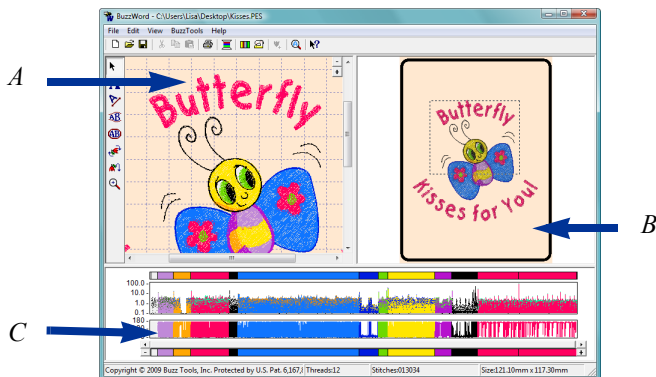 BuzzWord - C:\Users\Lisa\Desktop\Kisses.PES
File Edit View BuzzTools Help
A
Butterfly
Butterfly
Kisses for You!
B
100.0
10.0
1.0
0.1
180
C
Copyright © 2009 Buzz Tools, Inc. Protected by U.S. Pat. 6,167,( Threads:12 Stitches:013034 Size:121.10mm x 117.30mm